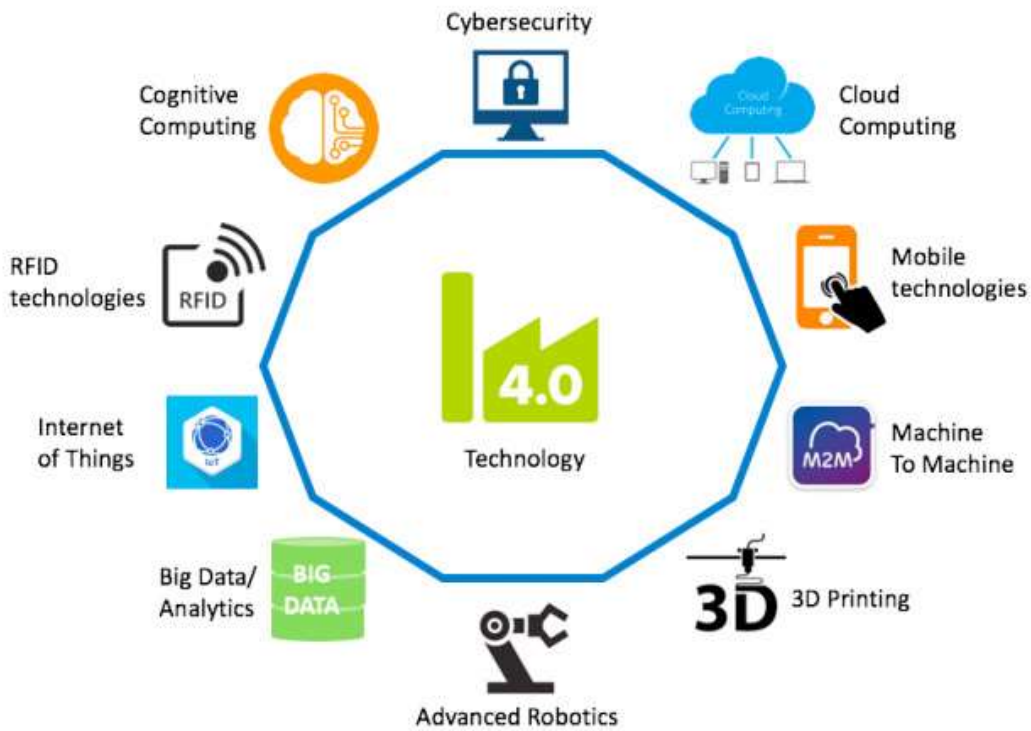 Cybersecurity
Cognitive
Computing
Cloud
Computing
Cloud
Computing
RFID
technologies
RFID
Mobile
technologies
4.0
Technology
Internet
of Things
IoT
M2M
Machine
To Machine
Big Data/
Analytics
BIG
DATA
3D
3D Printing
Advanced Robotics